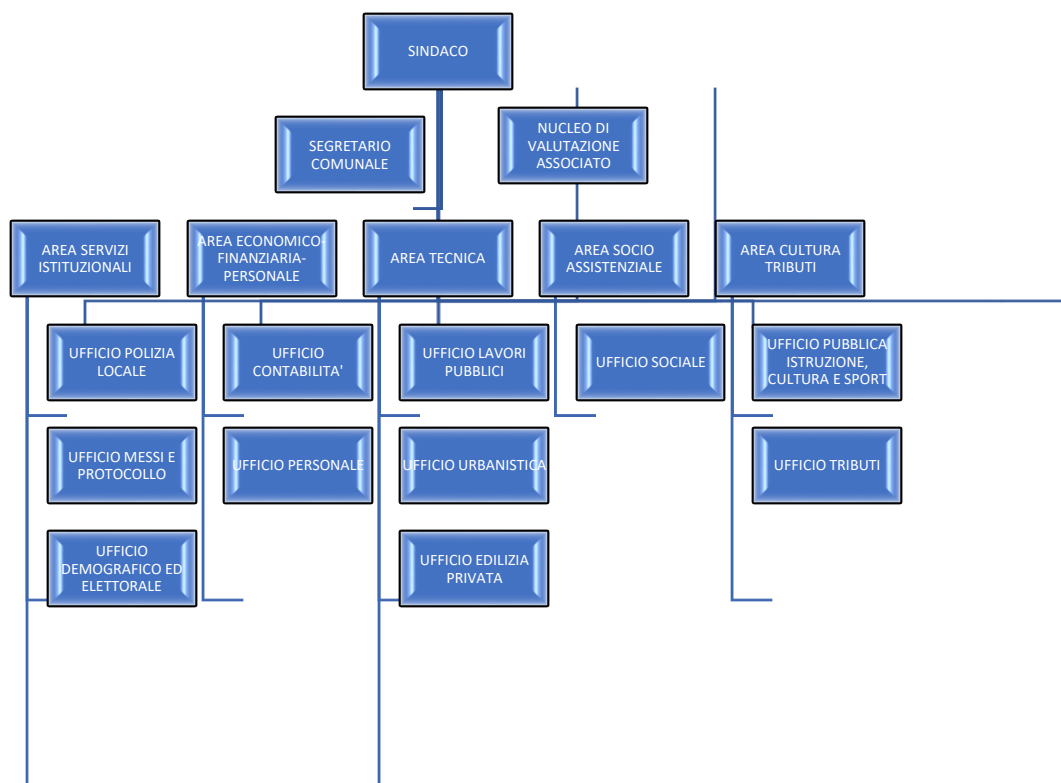 SINDACO
SEGRETARIO
COMUNALE
NUCLEO DI
VALUTAZIONE
ASSOCIATO
AREA SERVIZI
ISTITUZIONALI
AREA ECONOMICO-
FINANZIARIA-
PERSONALE
AREA TECNICA
AREA SOCIO
ASSISTENZIALE
AREA CULTURA
TRIBUTI
UFFICIO POLIZIA
LOCALE
UFFICIO
CONTABILITA'
UFFICIO LAVORI
PUBBLICI
UFFICIO SOCIALE
UFFICIO PUBBLICA
ISTRUZIONE,
CULTURA E SPORT
UFFICIO MESSI E
PROTOCOLLO
UFFICIO PERSONALE
UFFICIO URBANISTICA
UFFICIO TRIBUTI
UFFICIO
DEMOGRAFICO ED
ELETTORALE
UFFICIO EDILIZIA
PRIVATA